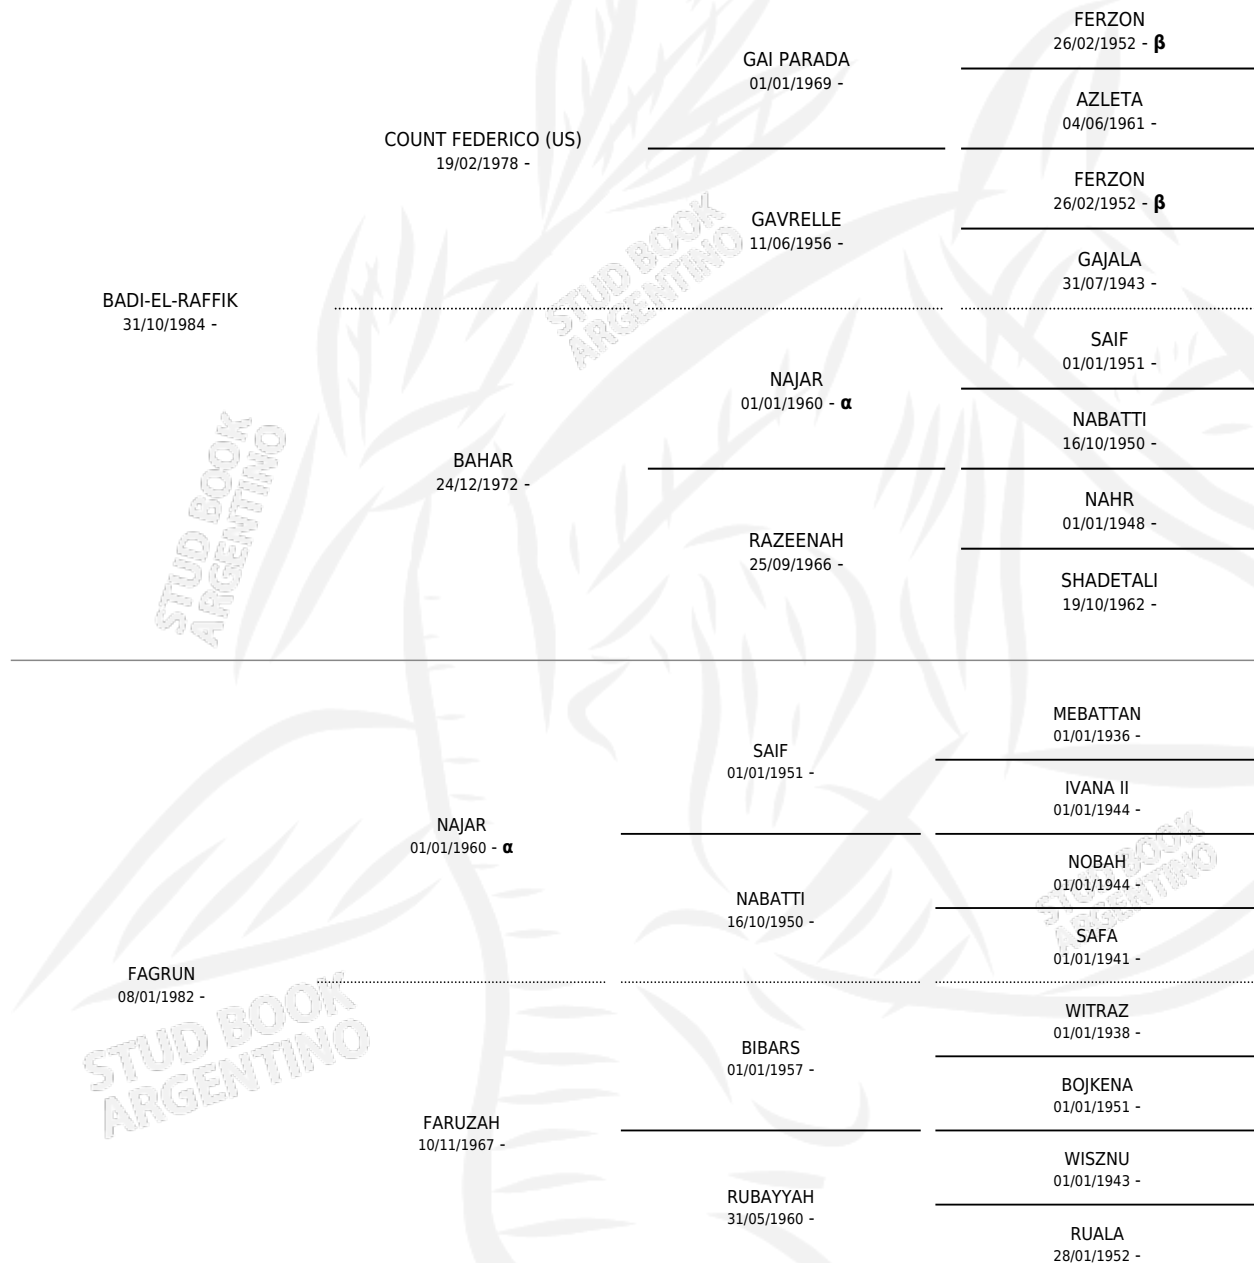 FERZON
26/02/1952 - β
GAI PARADA
01/01/1969 -
AZLETA
04/06/1961 -
COUNT FEDERICO (US)
19/02/1978 -
FERZON
26/02/1952 - β
GAVRELLE
11/06/1956 -
GAJALA
31/07/1943 -
BADI-EL-RAFFIK
31/10/1984 -
SAIF
01/01/1951 -
NAJAR
01/01/1960 - α
NABATTI
16/10/1950 -
BAHAR
24/12/1972 -
NAHR
01/01/1948 -
RAZEENAH
25/09/1966 -
SHADETALI
19/10/1962 -
MEBATTAN
01/01/1936 -
SAIF
01/01/1951 -
IVANA II
01/01/1944 -
NAJAR
01/01/1960 - α
NOBAH
01/01/1944 -
NABATTI
16/10/1950 -
SAFA
01/01/1941 -
FAGRUN
08/01/1982 -
WITRAZ
01/01/1938 -
BIBARS
01/01/1957 -
BOJKENA
01/01/1951 -
FARUZAH
10/11/1967 -
WISZNU
01/01/1943 -
RUBAYYAH
31/05/1960 -
RUALA
28/01/1952 -
STUD BOOK
ARGENTINO
STUD BOOK
ARGENTINO
STUD BOOK
ARGENTINO
STUD BOOK
ARGENTINO